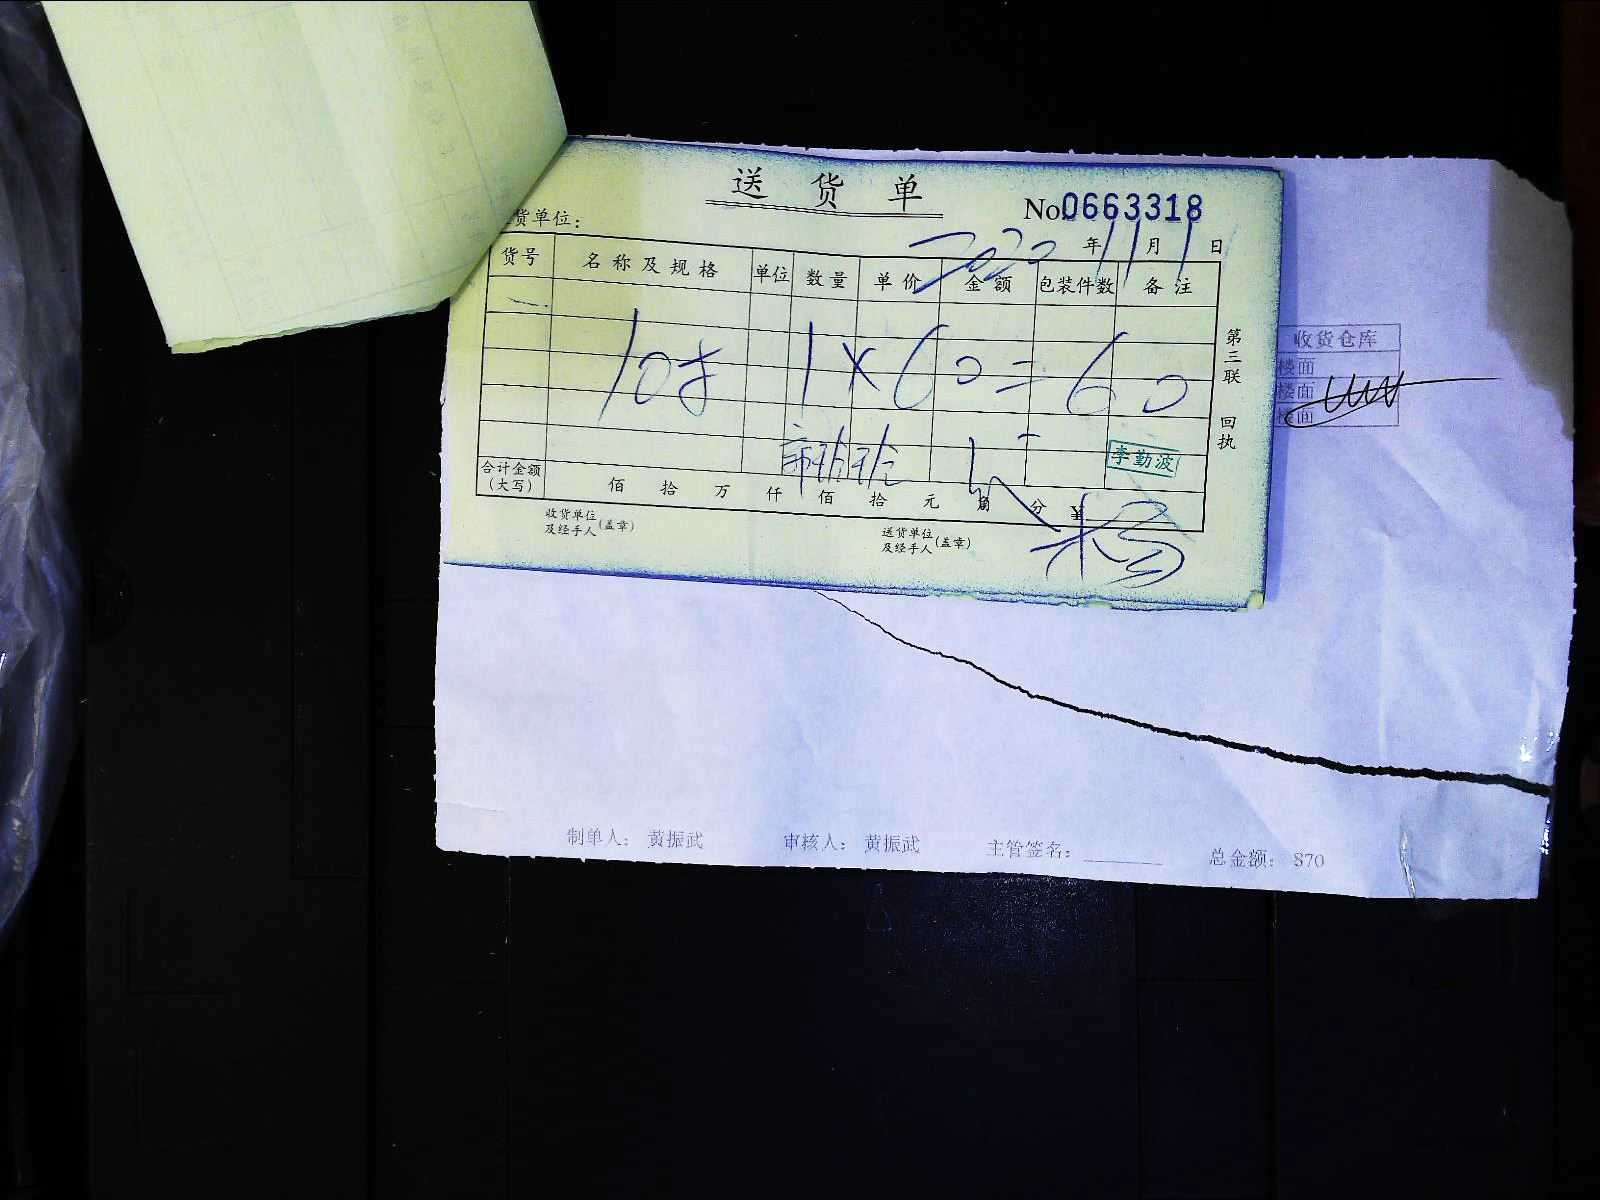 送 货 单
No.0663318
货单位:
2020 年 11 月 1 日
货号 名称及规格 单位 数量 单价 金额 包装件数 备注
10才 1×60=60
第三联 回执
收货仓库
楼面
楼面
楼面
李勤波
合计金额(大写) 佰 拾 万 仟 佰 拾 元 角 分 ¥
收货单位及经手人(盖章) 送货单位及经手人(盖章)
杨
制单人: 黄振武 审核人: 黄振武 主管签名: 总金额: 870